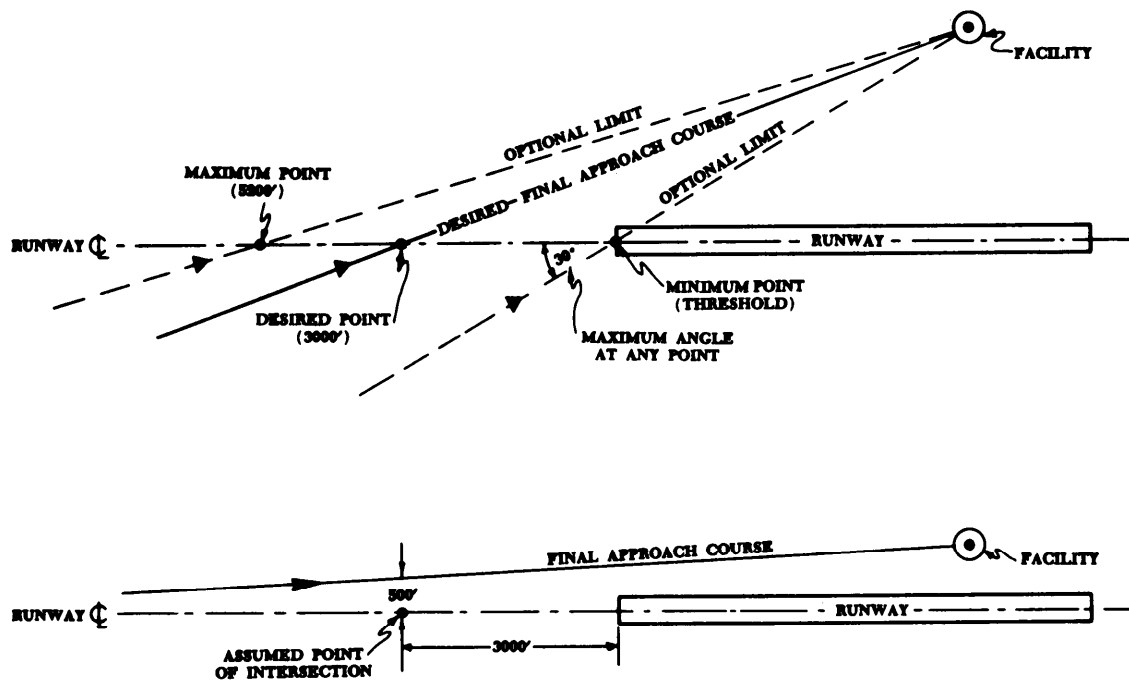 FACILITY
OPTIONAL LIMIT
MAXIMUM POINT
(5200')
DESIRED FINAL APPROACH COURSE
OPTIONAL LIMIT
RUNWAY ℄
RUNWAY
30°
MINIMUM POINT
(THRESHOLD)
DESIRED POINT
(3000')
MAXIMUM ANGLE
AT ANY POINT
FINAL APPROACH COURSE
FACILITY
500'
RUNWAY ℄
RUNWAY
3000'
ASSUMED POINT
OF INTERSECTION